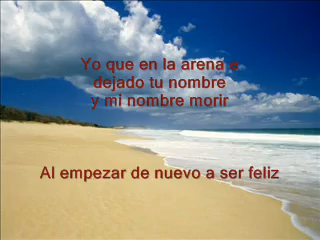 Yo que en la arena a
dejado tu nombre
y mi nombre morir
Al empezar de nuevo a ser feliz